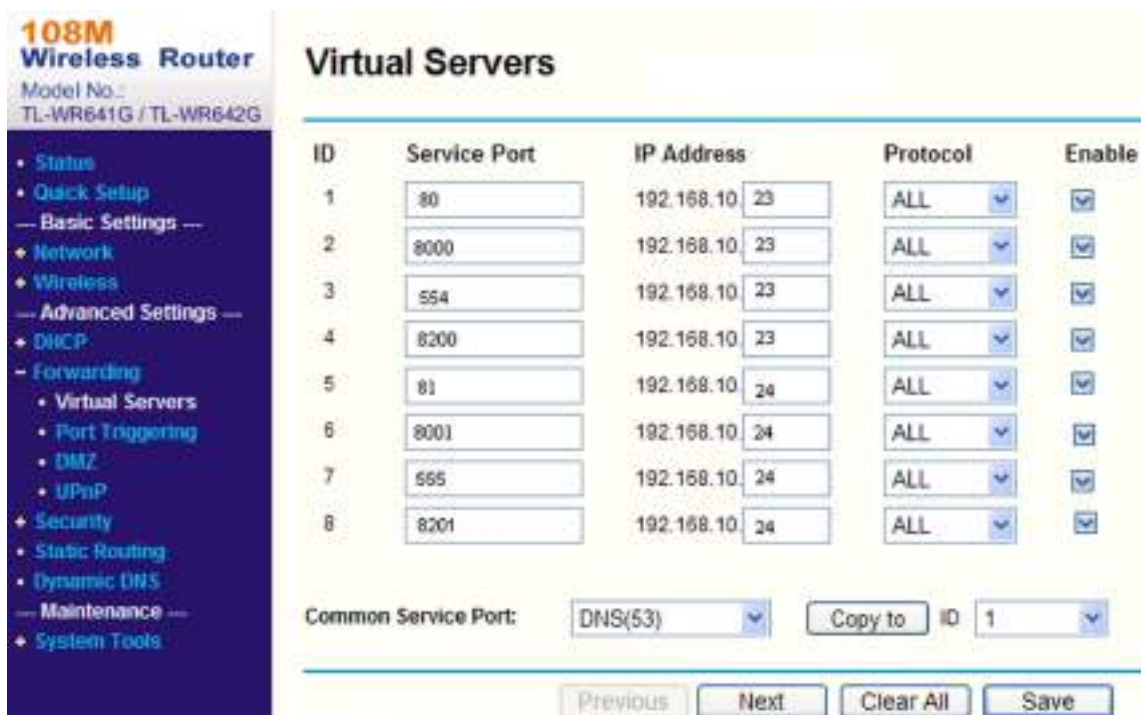 108M
Wireless Router
Model No.:
TL-WR641G / TL-WR642G
• Status
• Quick Setup
--- Basic Settings ---
+ Network
+ Wireless
--- Advanced Settings ---
+ DHCP
- Forwarding
• Virtual Servers
• Port Triggering
• DMZ
• UPnP
+ Security
• Static Routing
• Dynamic DNS
--- Maintenance ---
+ System Tools
Virtual Servers
ID Service Port IP Address Protocol Enable
1 80 192.168.10. 23 ALL
2 8000 192.168.10. 23 ALL
3 554 192.168.10. 23 ALL
4 8200 192.168.10. 23 ALL
5 81 192.168.10. 24 ALL
6 8001 192.168.10. 24 ALL
7 555 192.168.10. 24 ALL
8 8201 192.168.10. 24 ALL
Common Service Port: DNS(53) Copy to ID 1
Previous Next Clear All Save